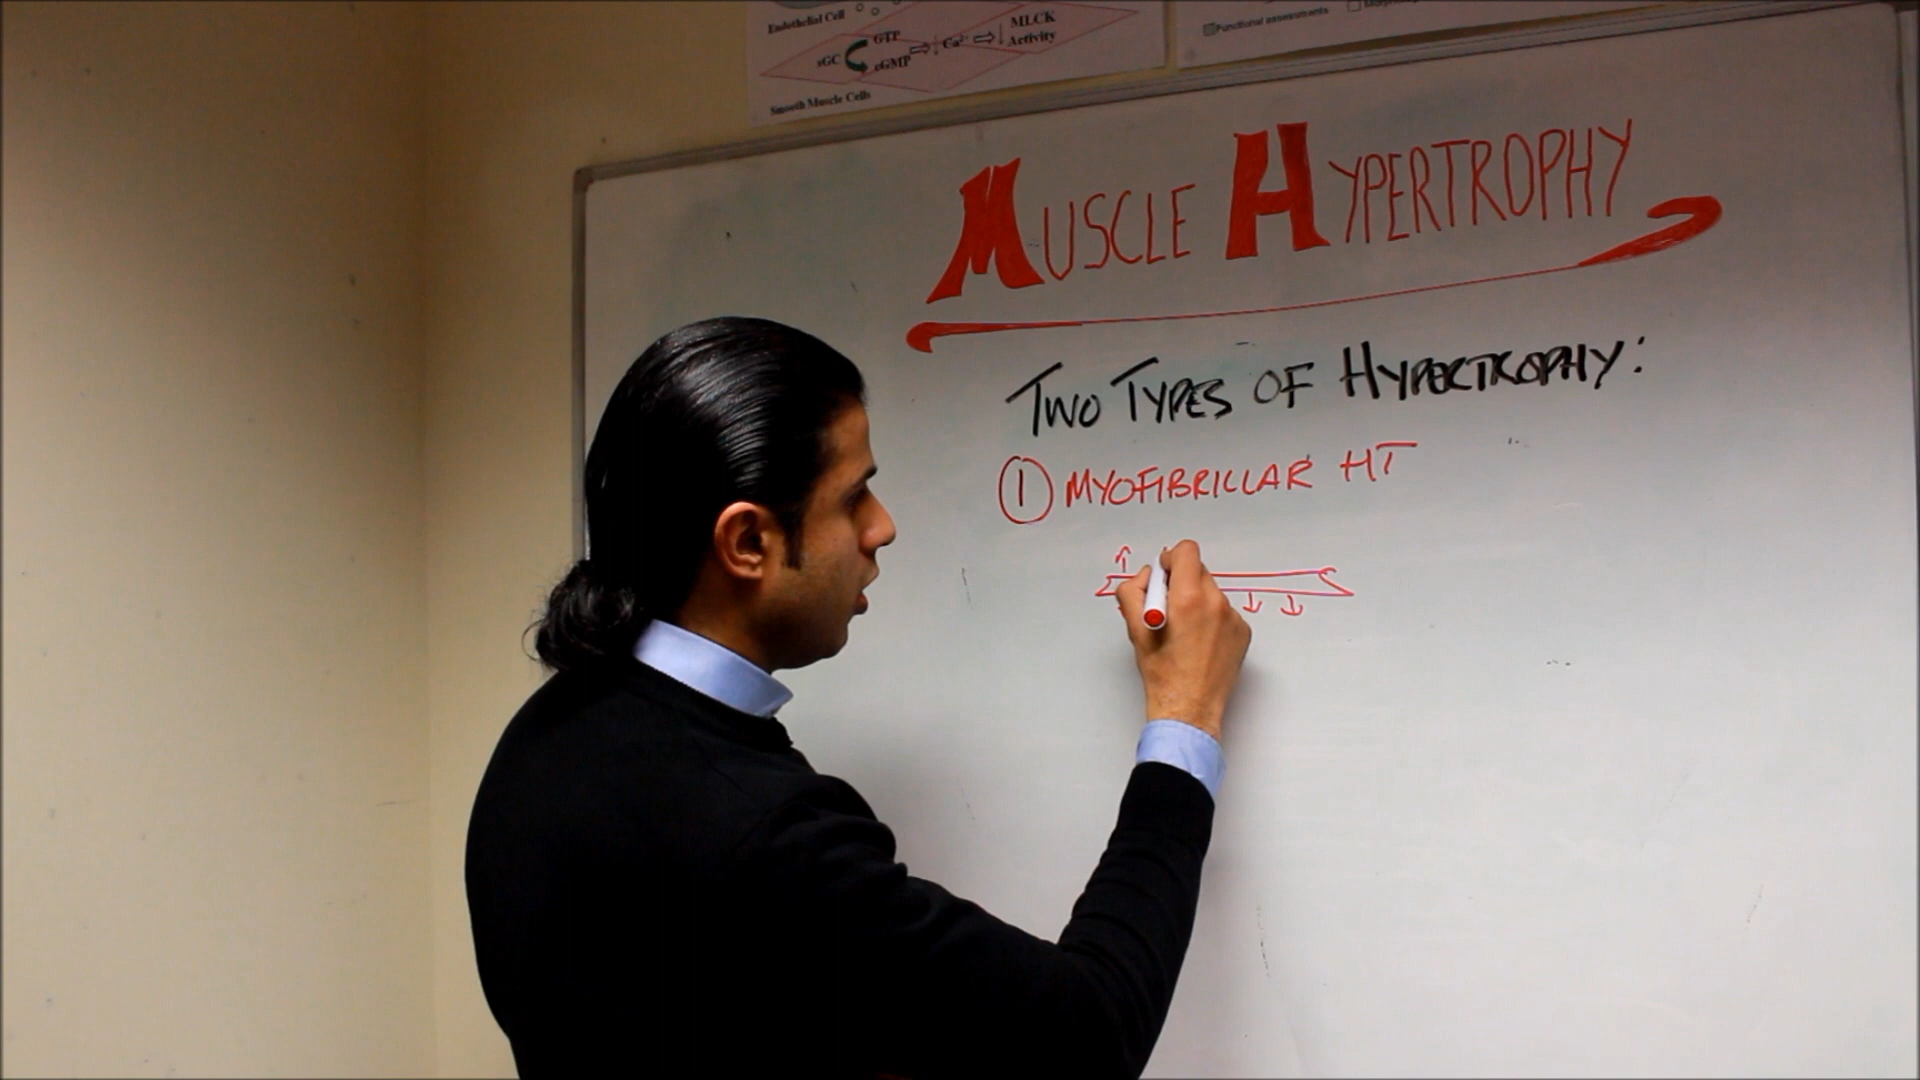 Endothelial Cell
GTP
sGC
cGMP
Ca²⁺
MLCK
Activity
Smooth Muscle Cells
Functional assessments
MUSCLE HYPERTROPHY
TWO TYPES OF HYPERTROPHY:
① MYOFIBRILLAR HT